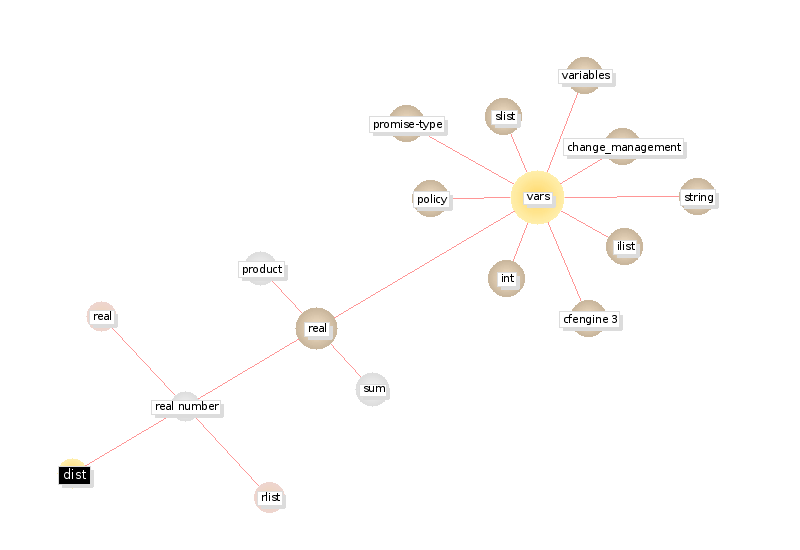 variables
slist
promise-type
change_management
vars
string
policy
ilist
product
int
real
cfengine 3
real
sum
real number
dist
rlist